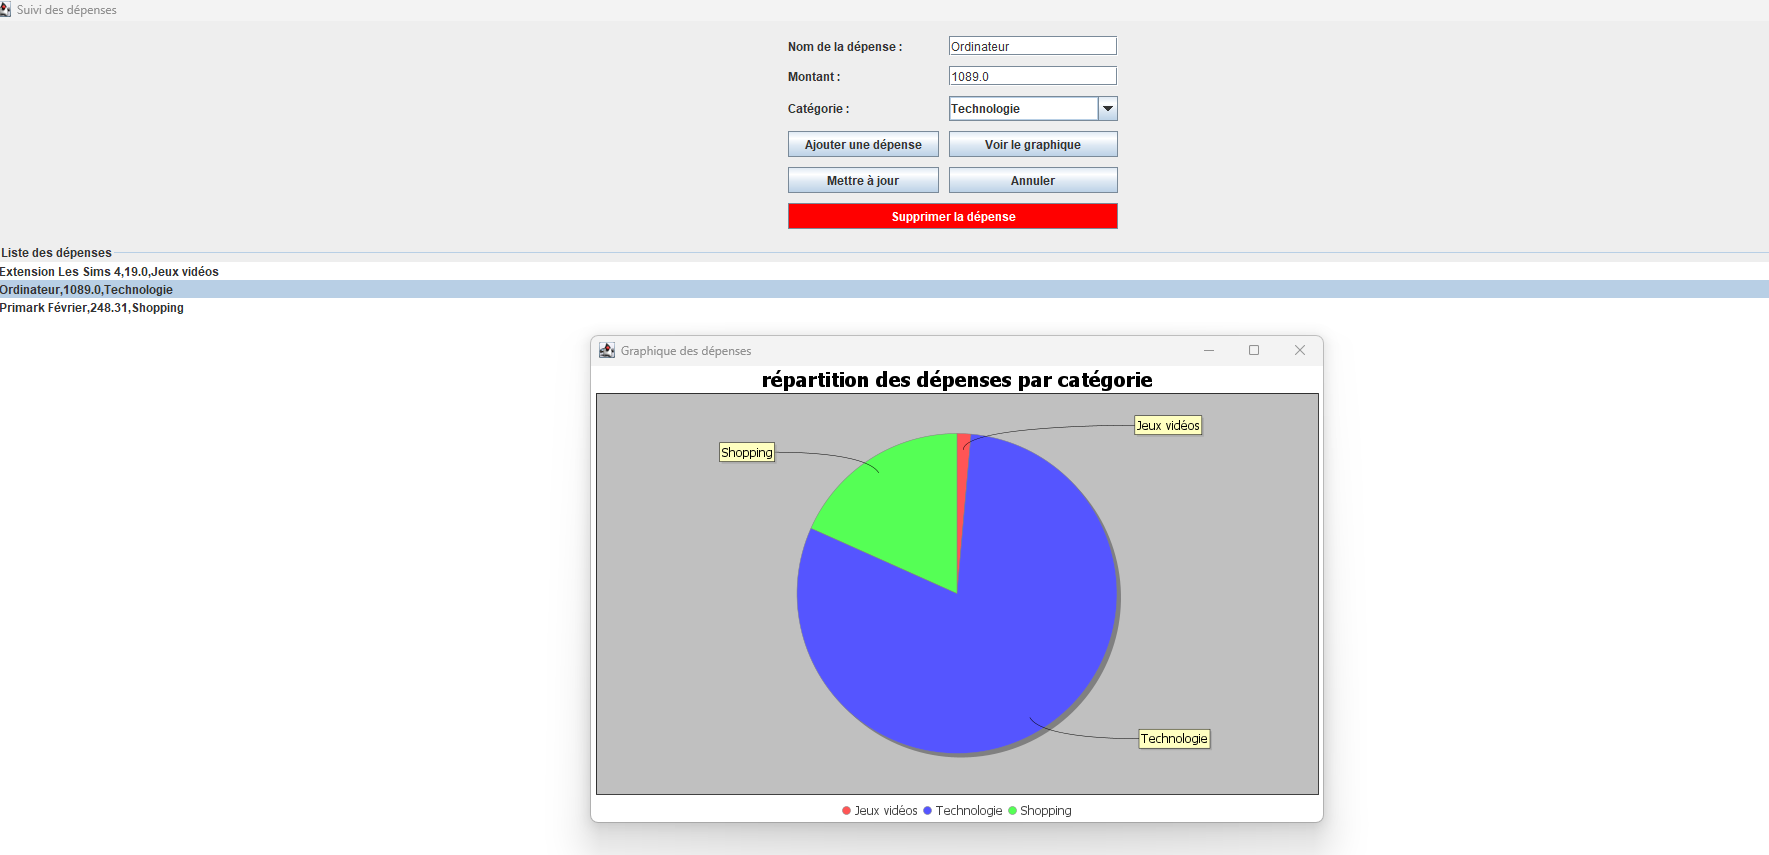 Suivi des dépenses
Nom de la dépense : Ordinateur
Montant : 1089.0
Catégorie : Technologie
Ajouter une dépense Voir le graphique
Mettre à jour Annuler
Supprimer la dépense
Liste des dépenses
Extension Les Sims 4,19.0,Jeux vidéos
Ordinateur,1089.0,Technologie
Primark Février,248.31,Shopping
Graphique des dépenses
répartition des dépenses par catégorie
Jeux vidéos
Shopping
Technologie
Jeux vidéos Technologie Shopping